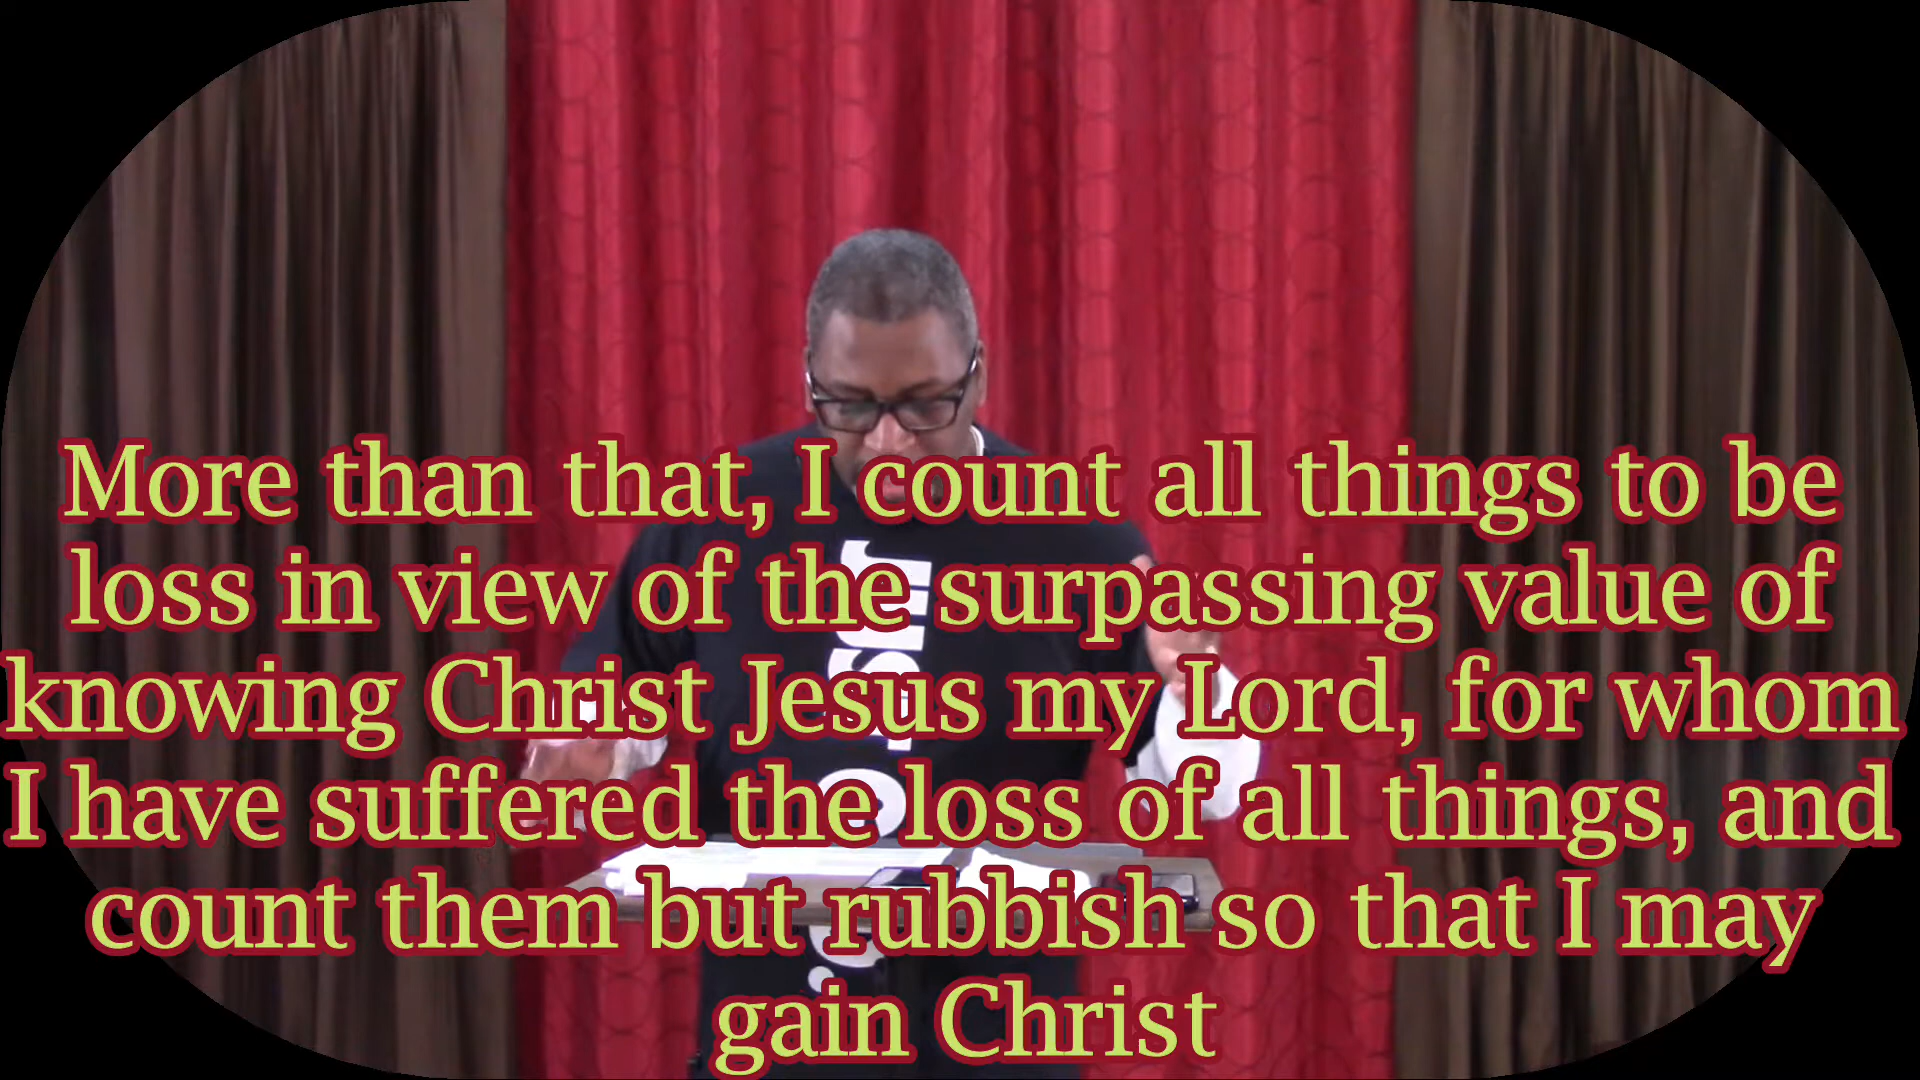 More than that, I count all things to be
loss in view of the surpassing value of
knowing Christ Jesus my Lord, for whom
I have suffered the loss of all things, and
count them but rubbish so that I may
gain Christ